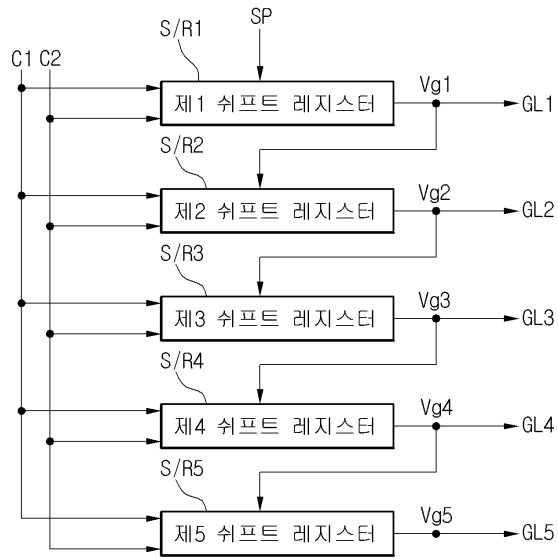 SP
S/R1
C1 C2
제1 쉬프트 레지스터
Vg1
GL1
S/R2
제2 쉬프트 레지스터
Vg2
GL2
S/R3
제3 쉬프트 레지스터
Vg3
GL3
S/R4
제4 쉬프트 레지스터
Vg4
GL4
S/R5
제5 쉬프트 레지스터
Vg5
GL5